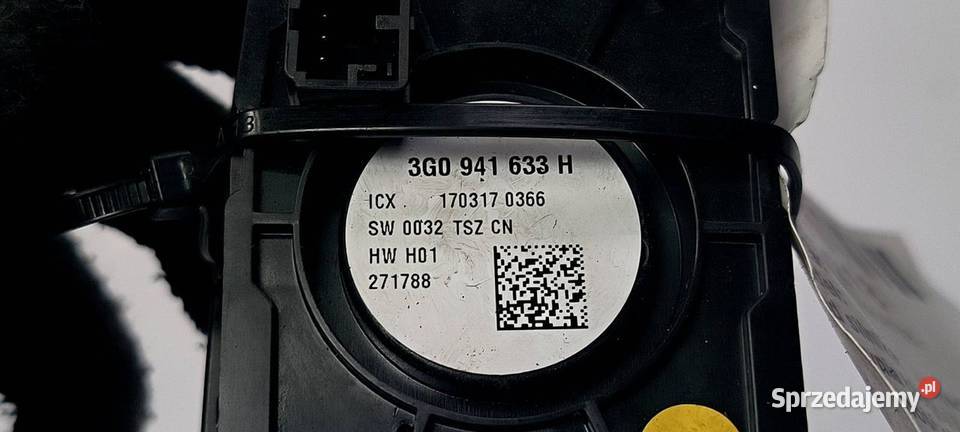 3G0 941 633 H
ICX 170317 0366
SW 0032 TSZ CN
HW H01
271788
Sprzedajemy.pl